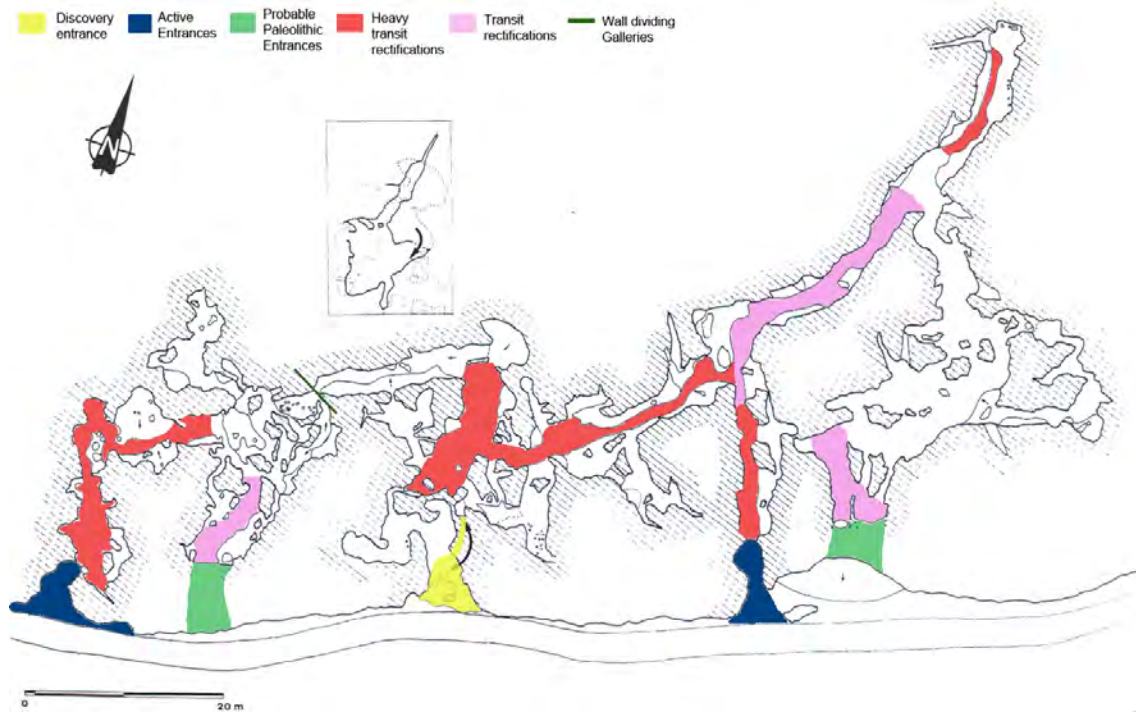 Discovery
entrance
Active
Entrances
Probable
Paleolithic
Entrances
Heavy
transit
rectifications
Transit
rectifications
Wall dividing
Galleries
N
0 20 m